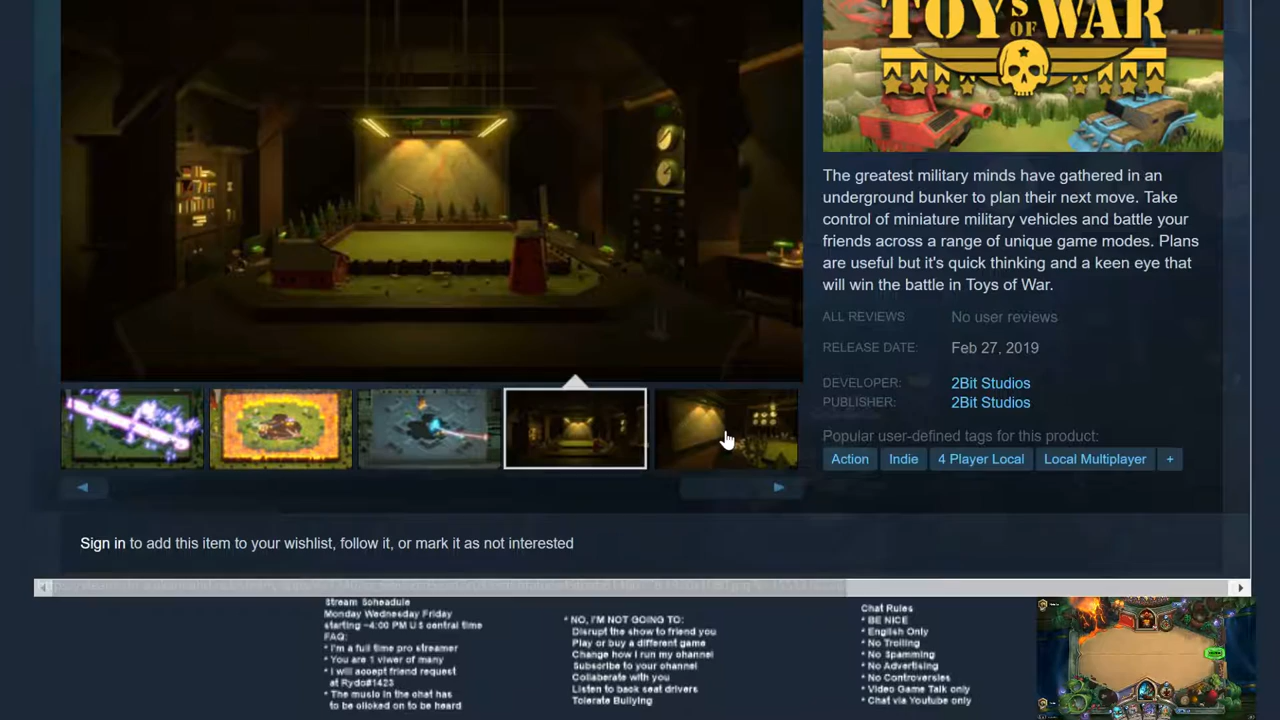 TOYS OF WAR
The greatest military minds have gathered in an
underground bunker to plan their next move. Take
control of miniature military vehicles and battle your
friends across a range of unique game modes. Plans
are useful but it's quick thinking and a keen eye that
will win the battle in Toys of War.
ALL REVIEWS No user reviews
RELEASE DATE: Feb 27, 2019
DEVELOPER: 2Bit Studios
PUBLISHER: 2Bit Studios
Popular user-defined tags for this product:
Action Indie 4 Player Local Local Multiplayer +
Sign in to add this item to your wishlist, follow it, or mark it as not interested
Stream Scheadule
Monday Wednesday Friday
starting ~4:00 PM US central time
FAQ:
* I'm a full time pro streamer
* You are 1 viwer of many
* I will accept friend request
at Rydo#1423
* The music in the chat has
to be clicked on to be heard
* NO, I'M NOT GOING TO:
Disrupt the show to friend you
Play or buy a different game
Change how I run my channel
Subscribe to your channel
Collaborate with you
Listen to back seat drivers
Tolerate Bullying
Chat Rules
* BE NICE
* English Only
* No Trolling
* No Spamming
* No Advertising
* No Controversies
* Video Game Talk only
* Chat via Youtube only